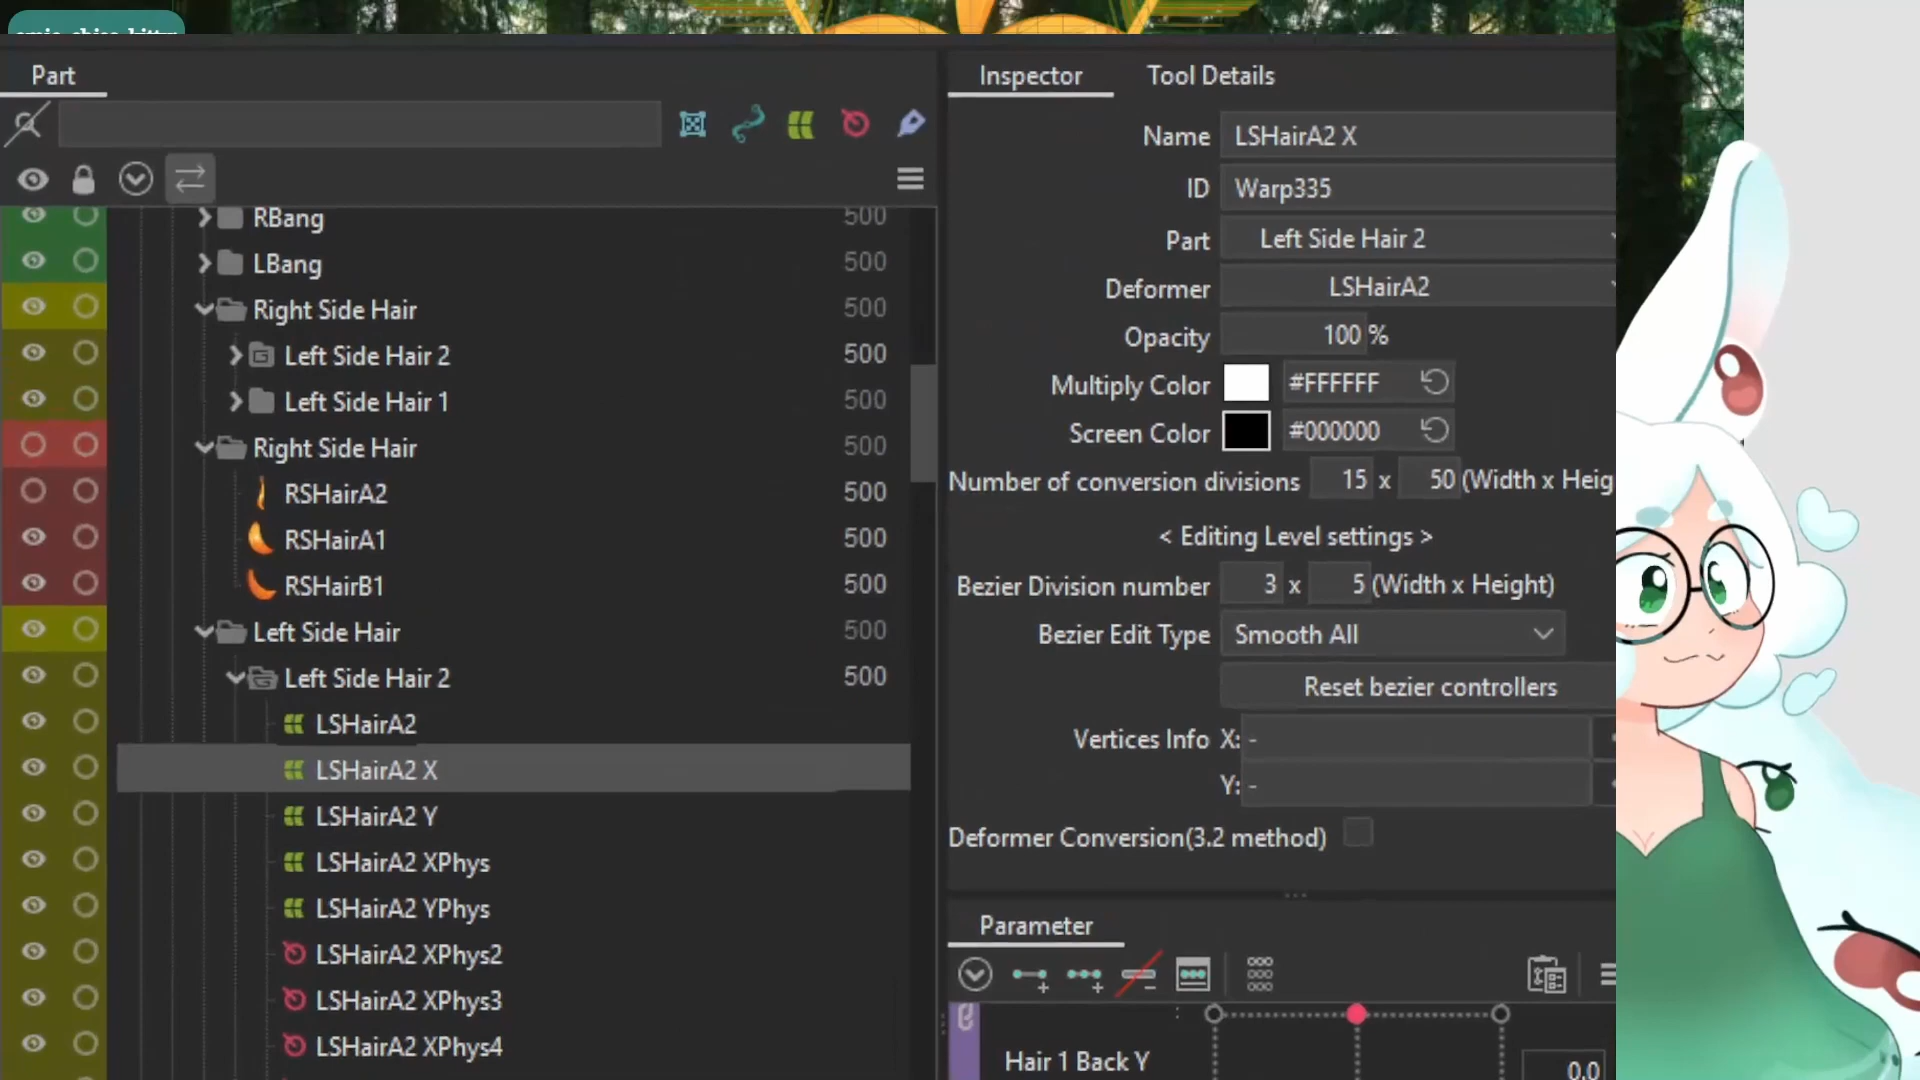 Part
RBang 500
LBang 500
Right Side Hair 500
Left Side Hair 2 500
Left Side Hair 1 500
Right Side Hair 500
RSHairA2 500
RSHairA1 500
RSHairB1 500
Left Side Hair 500
Left Side Hair 2 500
LSHairA2
LSHairA2 X
LSHairA2 Y
LSHairA2 XPhys
LSHairA2 YPhys
LSHairA2 XPhys2
LSHairA2 XPhys3
LSHairA2 XPhys4
Inspector Tool Details
Name LSHairA2 X
ID Warp335
Part Left Side Hair 2
Deformer LSHairA2
Opacity 100 %
Multiply Color #FFFFFF
Screen Color #000000
Number of conversion divisions 15 x 50 (Width x Heig
< Editing Level settings >
Bezier Division number 3 x 5 (Width x Height)
Bezier Edit Type Smooth All
Reset bezier controllers
Vertices Info X: -
Y: -
Deformer Conversion(3.2 method)
Parameter
Hair 1 Back Y 0.0